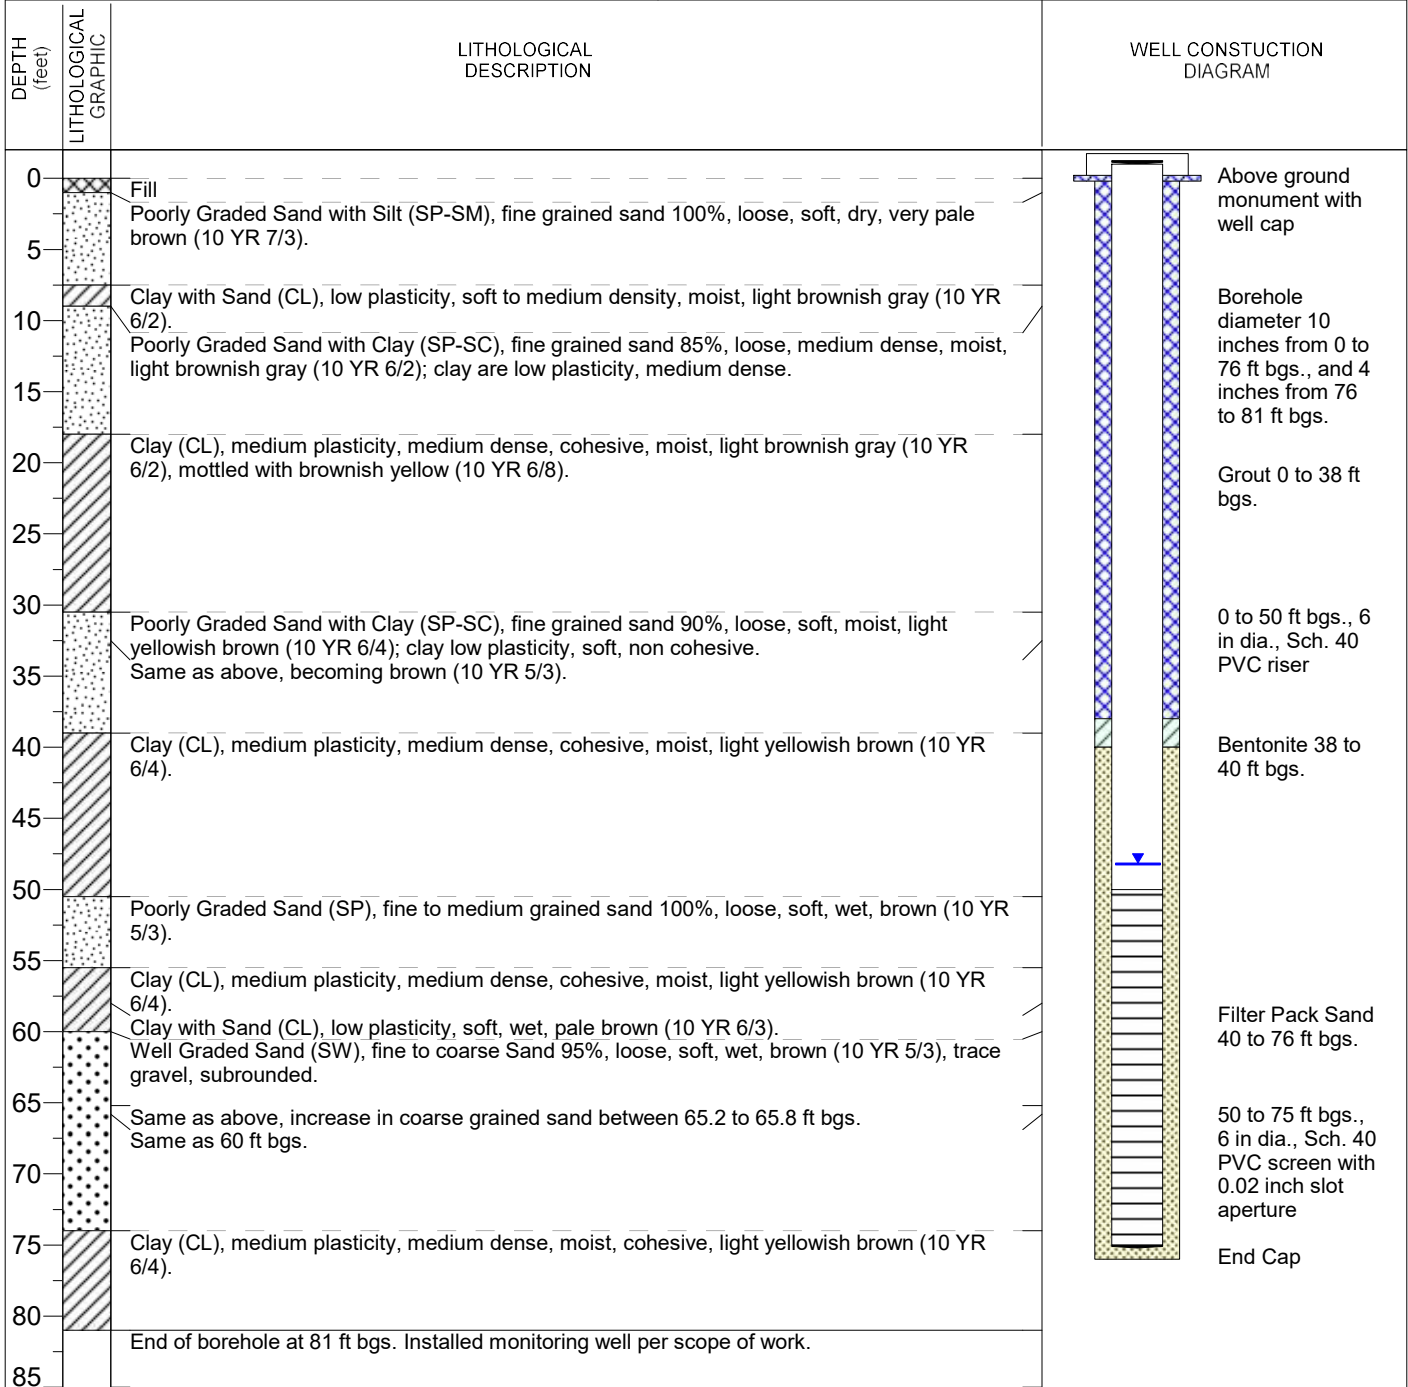 DEPTH
(feet)
LITHOLOGICAL
GRAPHIC
LITHOLOGICAL
DESCRIPTION
WELL CONSTUCTION
DIAGRAM
0
Fill
Poorly Graded Sand with Silt (SP-SM), fine grained sand 100%, loose, soft, dry, very pale
brown (10 YR 7/3).
5
Clay with Sand (CL), low plasticity, soft to medium density, moist, light brownish gray (10 YR
6/2).
10
Poorly Graded Sand with Clay (SP-SC), fine grained sand 85%, loose, medium dense, moist,
light brownish gray (10 YR 6/2); clay are low plasticity, medium dense.
15
Clay (CL), medium plasticity, medium dense, cohesive, moist, light brownish gray (10 YR
6/2), mottled with brownish yellow (10 YR 6/8).
20
25
30
Poorly Graded Sand with Clay (SP-SC), fine grained sand 90%, loose, soft, moist, light
yellowish brown (10 YR 6/4); clay low plasticity, soft, non cohesive.
Same as above, becoming brown (10 YR 5/3).
35
40
Clay (CL), medium plasticity, medium dense, cohesive, moist, light yellowish brown (10 YR
6/4).
45
50
Poorly Graded Sand (SP), fine to medium grained sand 100%, loose, soft, wet, brown (10 YR
5/3).
55
Clay (CL), medium plasticity, medium dense, cohesive, moist, light yellowish brown (10 YR
6/4).
Clay with Sand (CL), low plasticity, soft, wet, pale brown (10 YR 6/3).
60
Well Graded Sand (SW), fine to coarse Sand 95%, loose, soft, wet, brown (10 YR 5/3), trace
gravel, subrounded.
65
Same as above, increase in coarse grained sand between 65.2 to 65.8 ft bgs.
Same as 60 ft bgs.
70
75
Clay (CL), medium plasticity, medium dense, moist, cohesive, light yellowish brown (10 YR
6/4).
80
End of borehole at 81 ft bgs. Installed monitoring well per scope of work.
85
Above ground
monument with
well cap
Borehole
diameter 10
inches from 0 to
76 ft bgs., and 4
inches from 76
to 81 ft bgs.
Grout 0 to 38 ft
bgs.
0 to 50 ft bgs., 6
in dia., Sch. 40
PVC riser
Bentonite 38 to
40 ft bgs.
Filter Pack Sand
40 to 76 ft bgs.
50 to 75 ft bgs.,
6 in dia., Sch. 40
PVC screen with
0.02 inch slot
aperture
End Cap